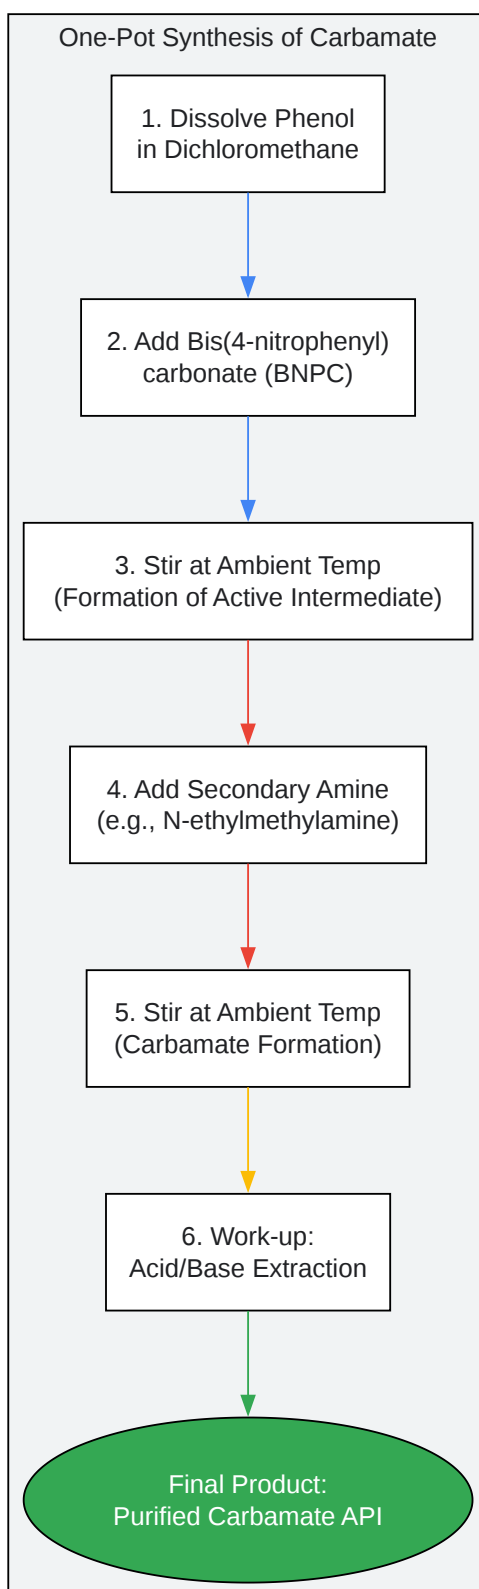 One-Pot Synthesis of Carbamate
1. Dissolve Phenol
in Dichloromethane
2. Add Bis(4-nitrophenyl)
carbonate (BNPC)
3. Stir at Ambient Temp
(Formation of Active Intermediate)
4. Add Secondary Amine
(e.g., N-ethylmethylamine)
5. Stir at Ambient Temp
(Carbamate Formation)
6. Work-up:
Acid/Base Extraction
Final Product:
Purified Carbamate API